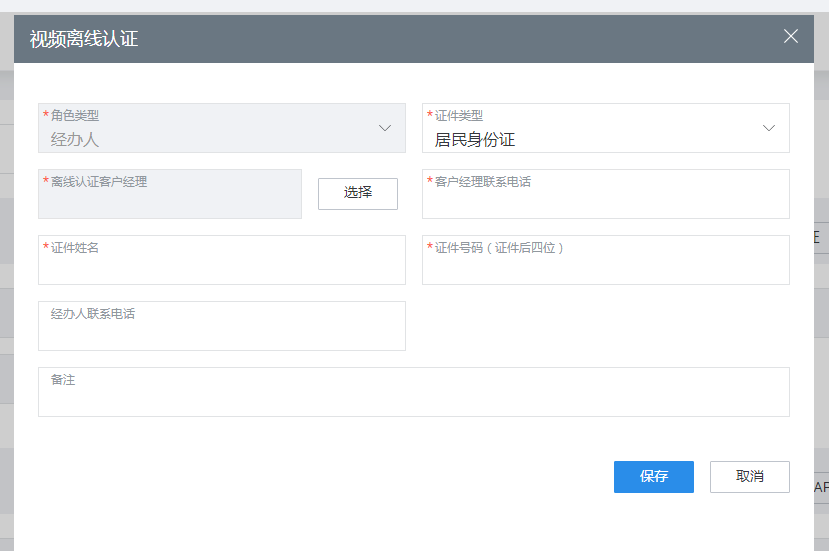 视频离线认证
*角色类型
经办人
*证件类型
居民身份证
*离线认证客户经理
选择
*客户经理联系电话
*证件姓名
*证件号码（证件后四位）
经办人联系电话
备注
保存
取消
AF